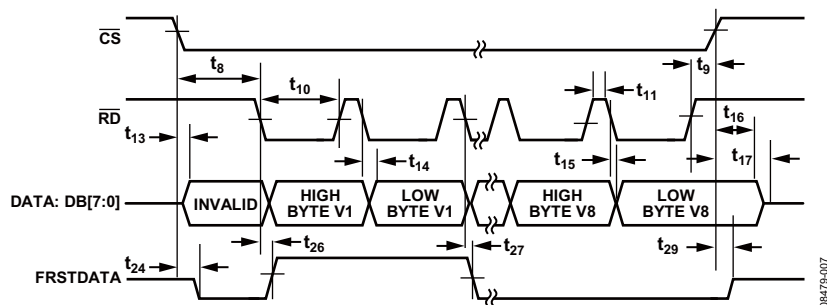 CS
t8
t9
t10
t11
RD
t16
t13
t14
t15
t17
DATA: DB[7:0]
INVALID
HIGH
BYTE V1
LOW
BYTE V1
HIGH
BYTE V8
LOW
BYTE V8
t24
t26
t27
t29
FRSTDATA
08479-007